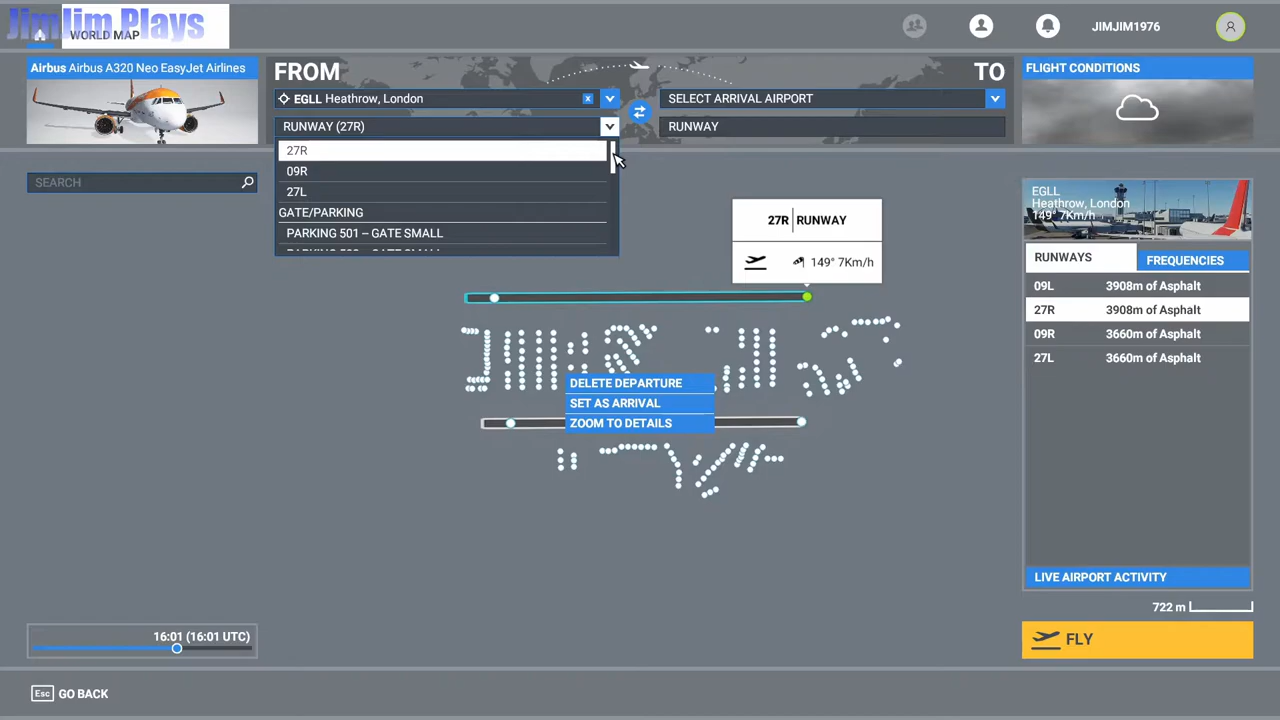 JimJim Plays
WORLD MAP
JIMJIM1976
Airbus Airbus A320 Neo EasyJet Airlines
FROM
TO
EGLL Heathrow, London
x
SELECT ARRIVAL AIRPORT
RUNWAY (27R)
RUNWAY
FLIGHT CONDITIONS
27R
09R
27L
GATE/PARKING
PARKING 501 – GATE SMALL
SEARCH
27R RUNWAY
149° 7Km/h
DELETE DEPARTURE
SET AS ARRIVAL
ZOOM TO DETAILS
EGLL
Heathrow, London
149° 7Km/h
RUNWAYS
FREQUENCIES
09L 3908m of Asphalt
27R 3908m of Asphalt
09R 3660m of Asphalt
27L 3660m of Asphalt
LIVE AIRPORT ACTIVITY
722 m
16:01 (16:01 UTC)
FLY
Esc GO BACK